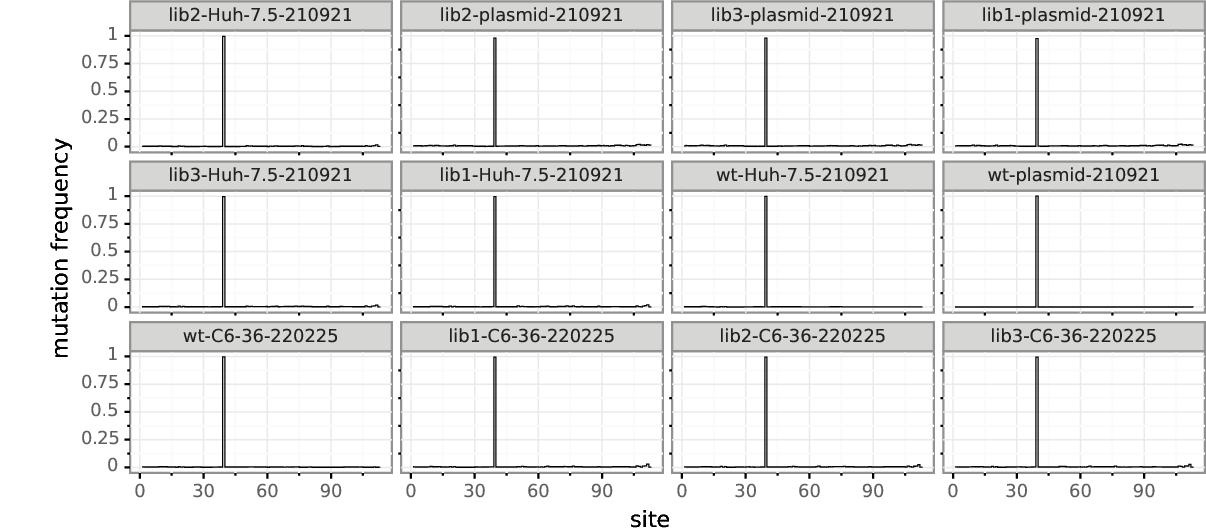 lib2-Huh-7.5-210921 lib2-plasmid-210921 lib3-plasmid-210921 lib1-plasmid-210921
1
0.75
0.5
0.25
0
lib3-Huh-7.5-210921 lib1-Huh-7.5-210921 wt-Huh-7.5-210921 wt-plasmid-210921
1
0.75
0.5
0.25
0
mutation frequency
wt-C6-36-220225 lib1-C6-36-220225 lib2-C6-36-220225 lib3-C6-36-220225
1
0.75
0.5
0.25
0
0 30 60 90 0 30 60 90 0 30 60 90 0 30 60 90
site